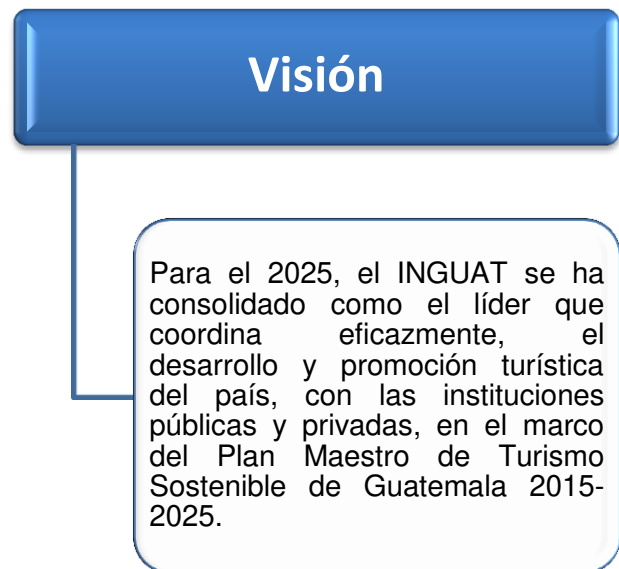 Visión
Para el 2025, el INGUAT se ha
consolidado como el líder que
coordina eficazmente, el
desarrollo y promoción turística
del país, con las instituciones
públicas y privadas, en el marco
del Plan Maestro de Turismo
Sostenible de Guatemala 2015-
2025.